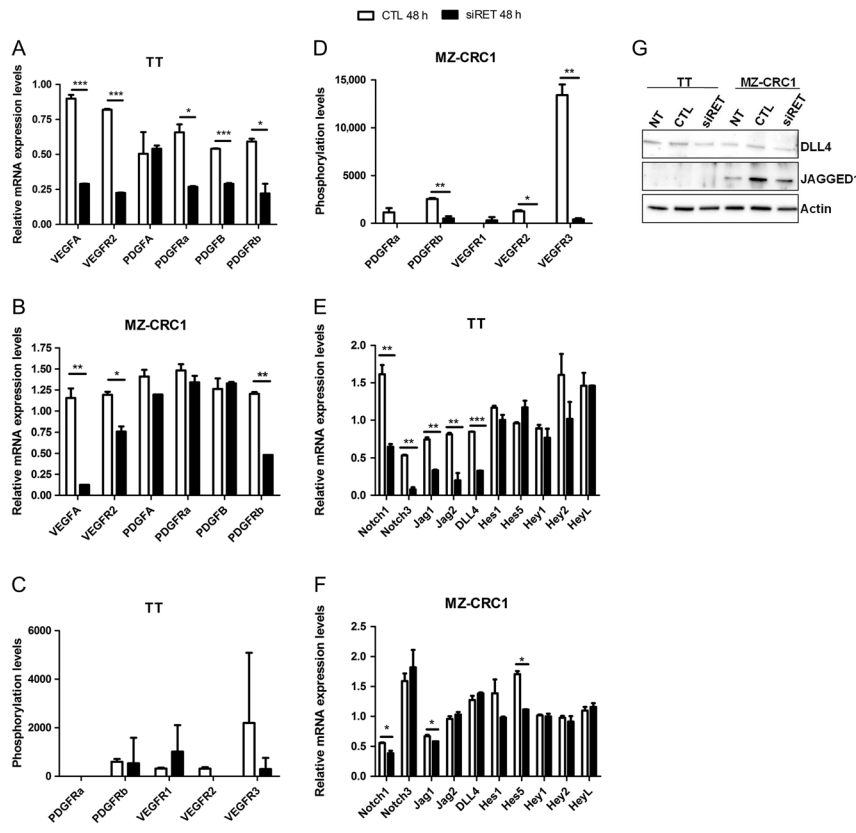 CTL 48 h siRET 48 h
A
TT
Relative mRNA expression levels
1.00
0.75
0.50
0.25
0.00
*** *** * *** *
VEGFA VEGFR2 PDGFA PDGFRa PDGFB PDGFRb
B
MZ-CRC1
Relative mRNA expression levels
1.75
1.50
1.25
1.00
0.75
0.50
0.25
0.00
** * **
VEGFA VEGFR2 PDGFA PDGFRa PDGFB PDGFRb
C
TT
Phosphorylation levels
6000
4000
2000
0
PDGFRa PDGFRb VEGFR1 VEGFR2 VEGFR3
D
MZ-CRC1
Phosphorylation levels
15,000
10,000
5000
0
** * **
PDGFRa PDGFRb VEGFR1 VEGFR2 VEGFR3
E
TT
Relative mRNA expression levels
2.0
1.5
1.0
0.5
0.0
** ** ** ** ***
Notch1 Notch3 Jag1 Jag2 DLL4 Hes1 Hes5 Hey1 Hey2 HeyL
F
MZ-CRC1
Relative mRNA expression levels
2.5
2.0
1.5
1.0
0.5
0.0
* * *
Notch1 Notch3 Jag1 Jag2 DLL4 Hes1 Hes5 Hey1 Hey2 HeyL
G
TT MZ-CRC1
NT CTL siRET NT CTL siRET
DLL4
JAGGED1
Actin